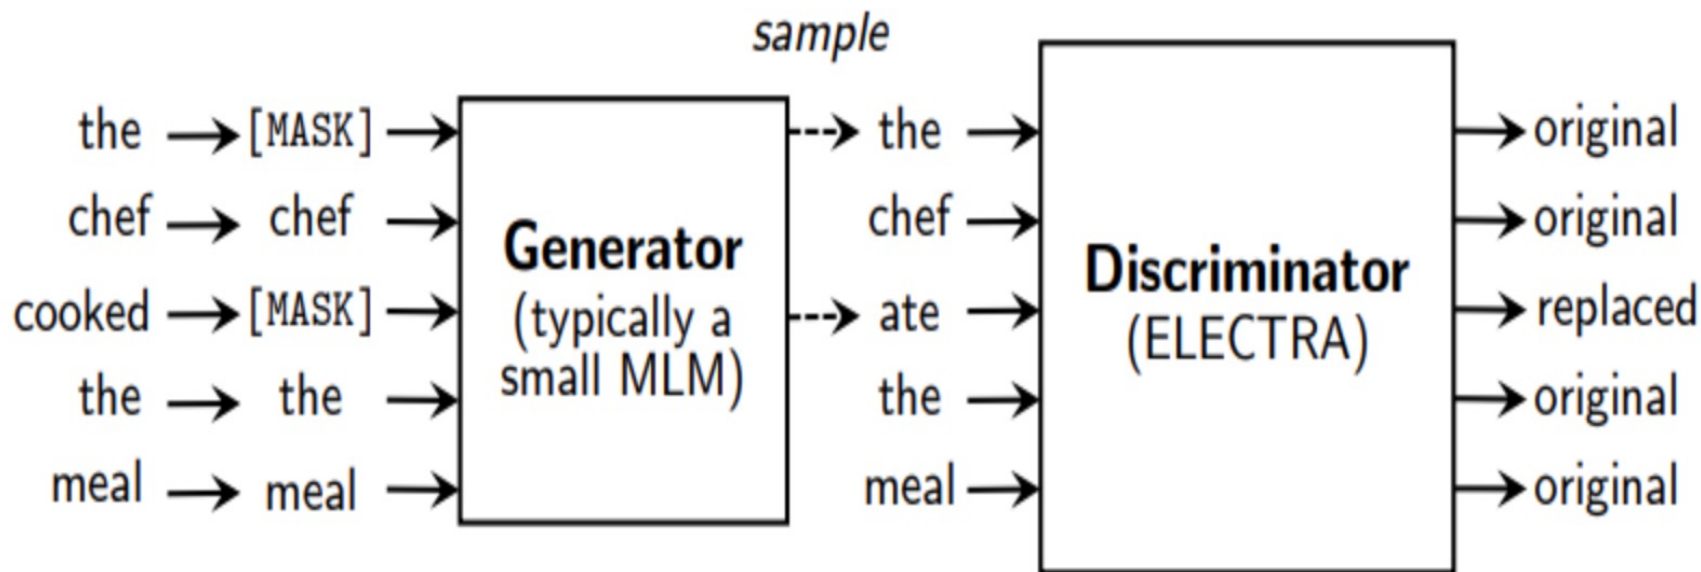 sample
the [MASK] the original
chef chef chef original
cooked [MASK] ate replaced
the the the original
meal meal meal original
Generator
(typically a
small MLM)
Discriminator
(ELECTRA)